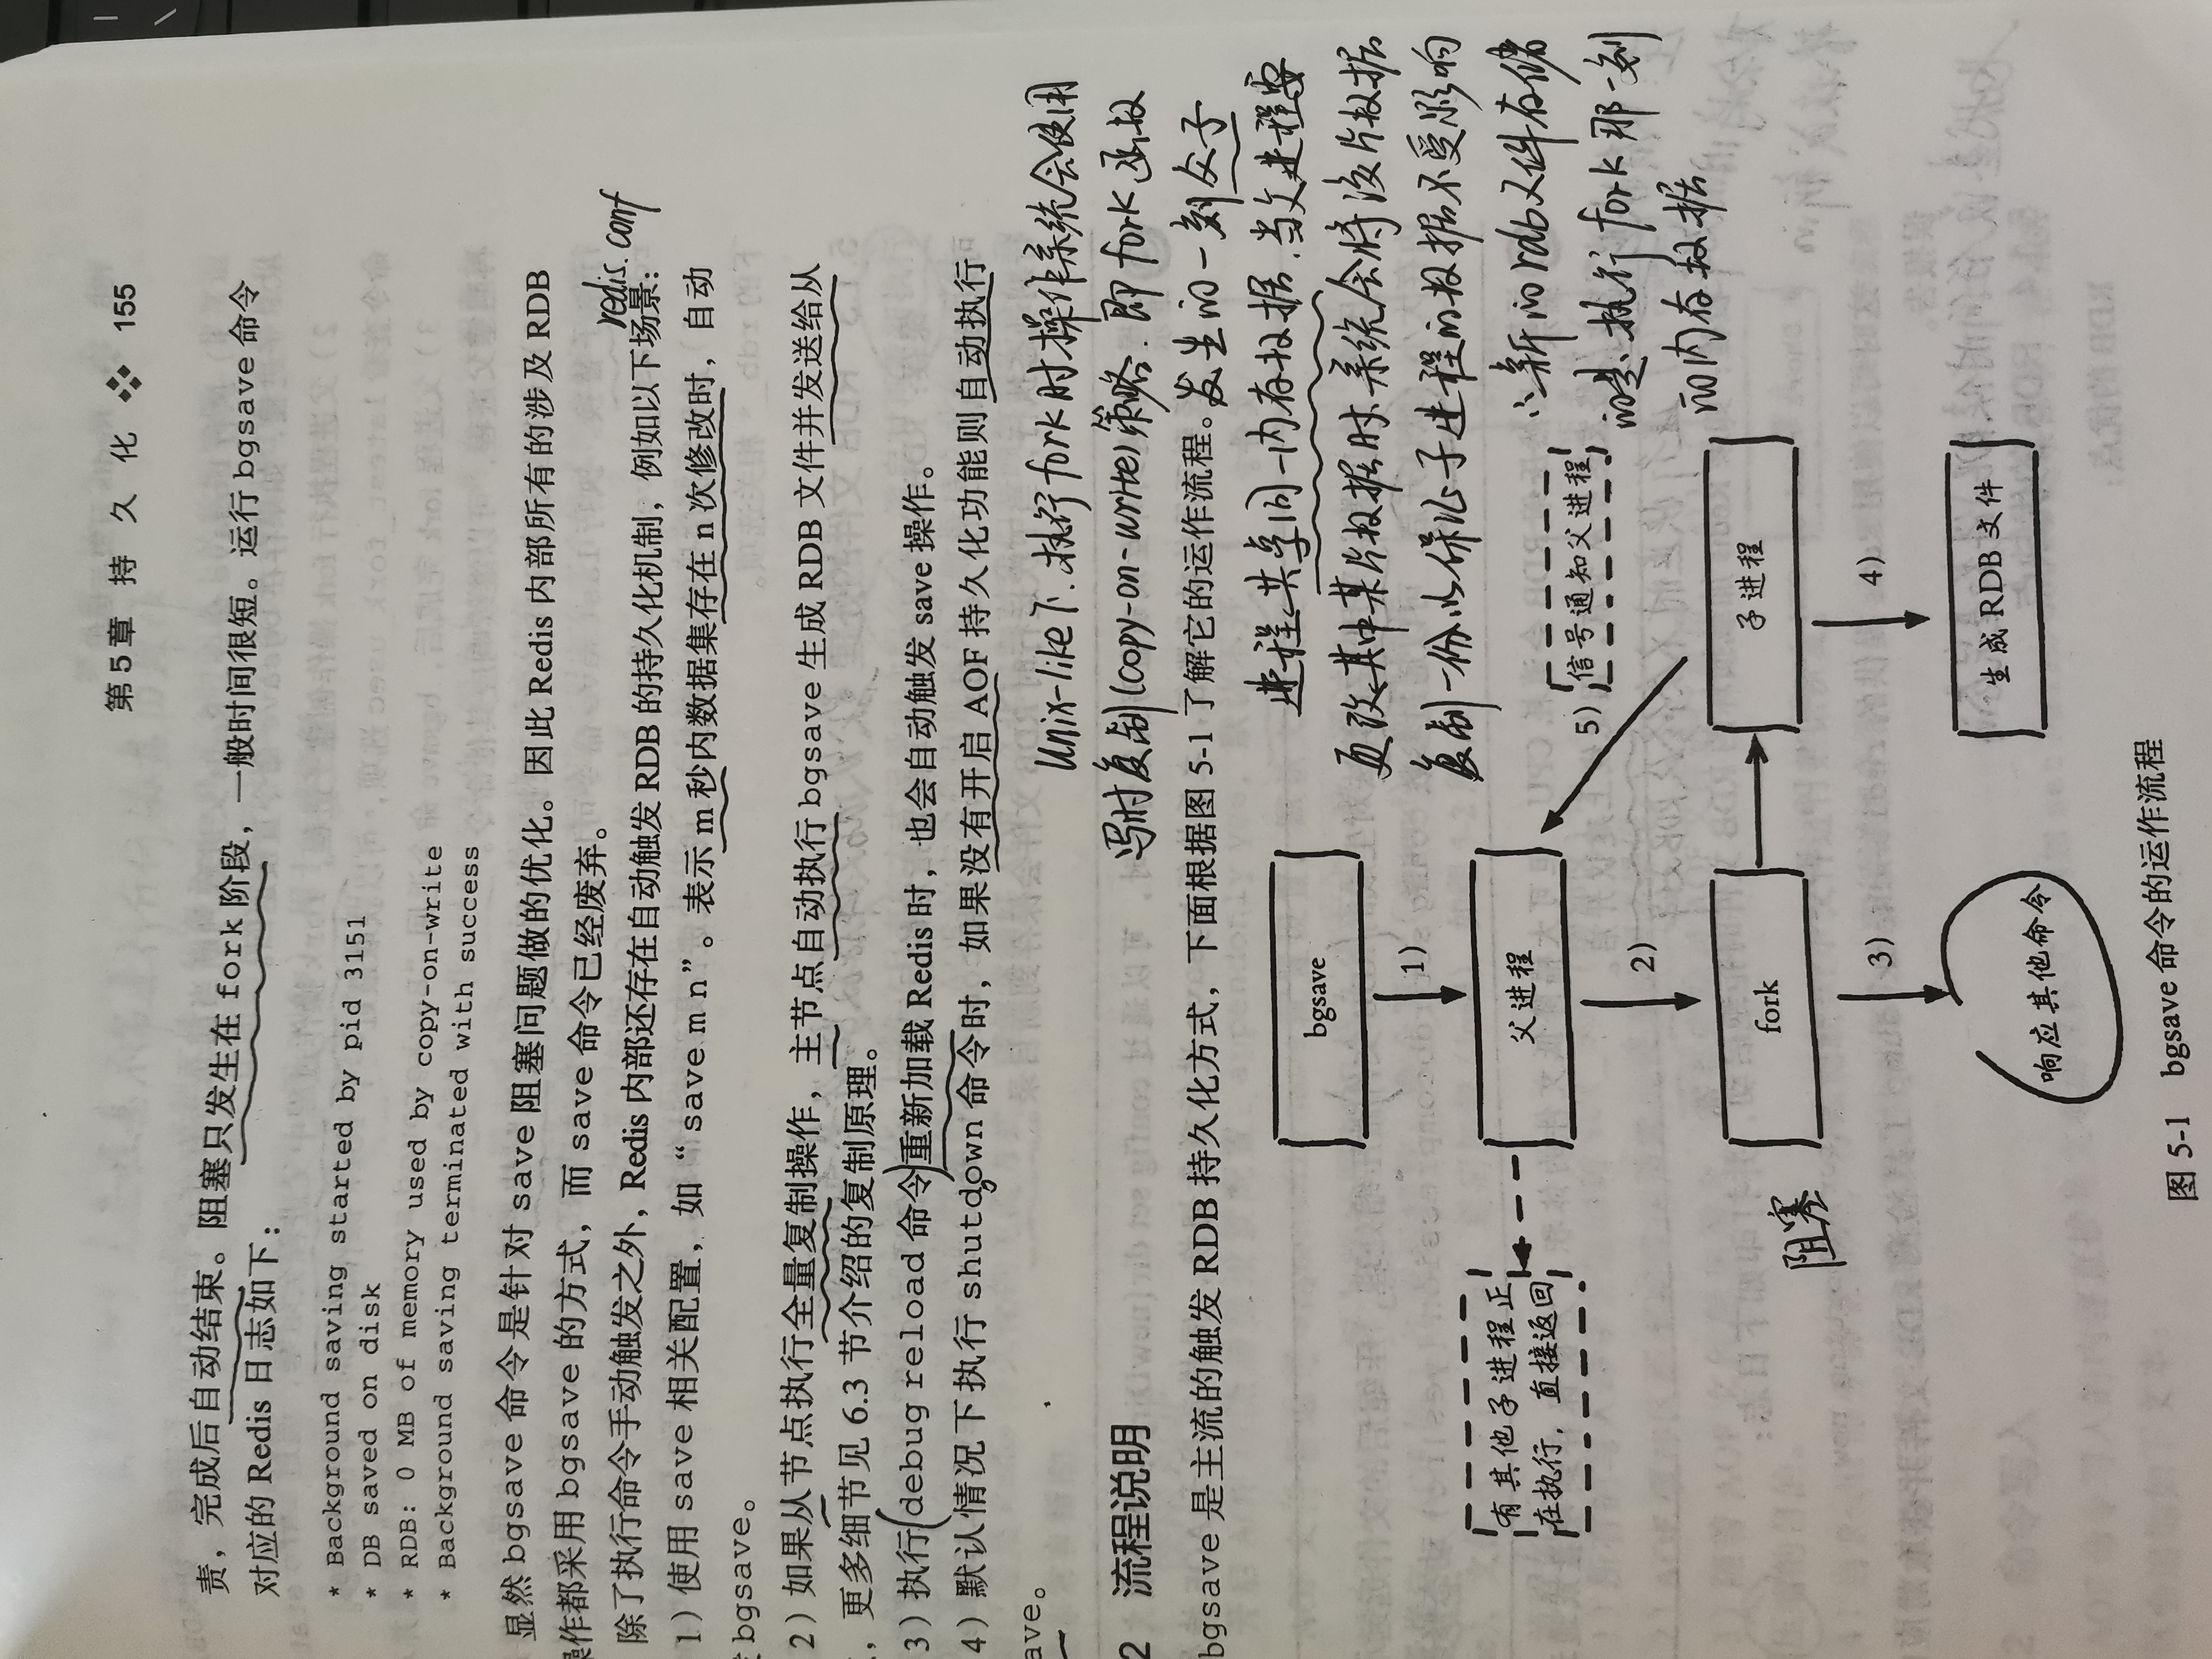 第5章 持 久 化 155
责，完成后自动结束。阻塞只发生在 fork 阶段，一般时间很短。运行 bgsave 命令
对应的 Redis 日志如下：
* Background saving started by pid 3151
* DB saved on disk
* RDB: 0 MB of memory used by copy-on-write
* Background saving terminated with success
显然 bgsave 命令是针对 save 阻塞问题做的优化。因此 Redis 内部所有的涉及 RDB
操作都采用 bgsave 的方式，而 save 命令已经废弃。
redis.conf
除了执行命令手动触发之外，Redis 内部还存在自动触发 RDB 的持久化机制，例如以下场景：
1）使用 save 相关配置，如“save m n”。表示 m 秒内数据集存在 n 次修改时，自动
bgsave。
2）如果从节点执行全量复制操作，主节点自动执行 bgsave 生成 RDB 文件并发送给从
，更多细节见 6.3 节介绍的复制原理。
3）执行(debug reload 命令)重新加载 Redis 时，也会自动触发 save 操作。
4）默认情况下执行 shutdown 命令时，如果没有开启 AOF 持久化功能则自动执行
ave。
Unix-like下.执行fork时操作系统会使用
2 流程说明
写时复制(copy-on-write)策略.即fork函数
bgsave 是主流的触发 RDB 持久化方式，下面根据图 5-1 了解它的运作流程。
发生的一刻父子
进程共享同一内存数据.当父进程要
更改其中某片数据时.系统会将该片数据
复制一份以保证子进程的数据不受影响
∴新的rdb文件存储
的是执行fork那一刻
的内存数据
bgsave
1）
有其他子进程正
在执行，直接返回
父进程
5）
信号通知父进程
2）
fork
子进程
阻塞
3）
4）
响应其他命令
生成 RDB 文件
图 5-1 bgsave 命令的运作流程